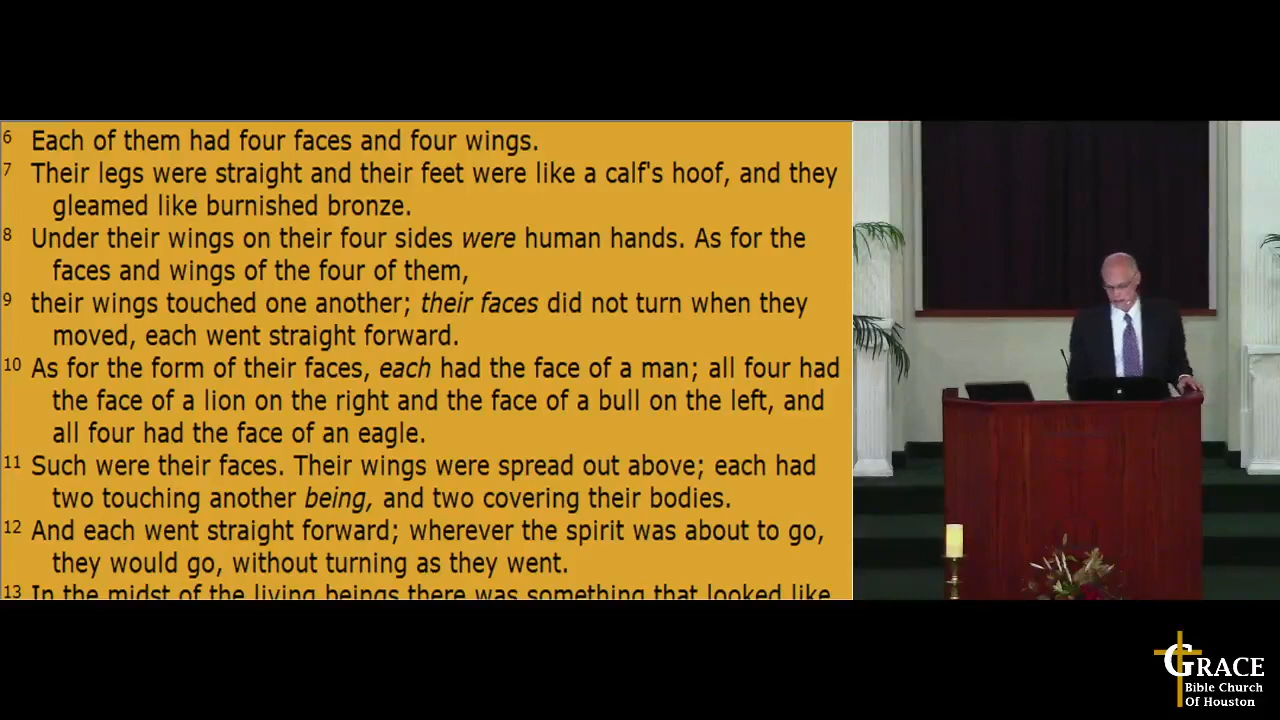 6 Each of them had four faces and four wings.
7 Their legs were straight and their feet were like a calf's hoof, and they
gleamed like burnished bronze.
8 Under their wings on their four sides were human hands. As for the
faces and wings of the four of them,
9 their wings touched one another; their faces did not turn when they
moved, each went straight forward.
10 As for the form of their faces, each had the face of a man; all four had
the face of a lion on the right and the face of a bull on the left, and
all four had the face of an eagle.
11 Such were their faces. Their wings were spread out above; each had
two touching another being, and two covering their bodies.
12 And each went straight forward; wherever the spirit was about to go,
they would go, without turning as they went.
13 In the midst of the living beings there was something that looked like
GRACE
Bible Church
Of Houston